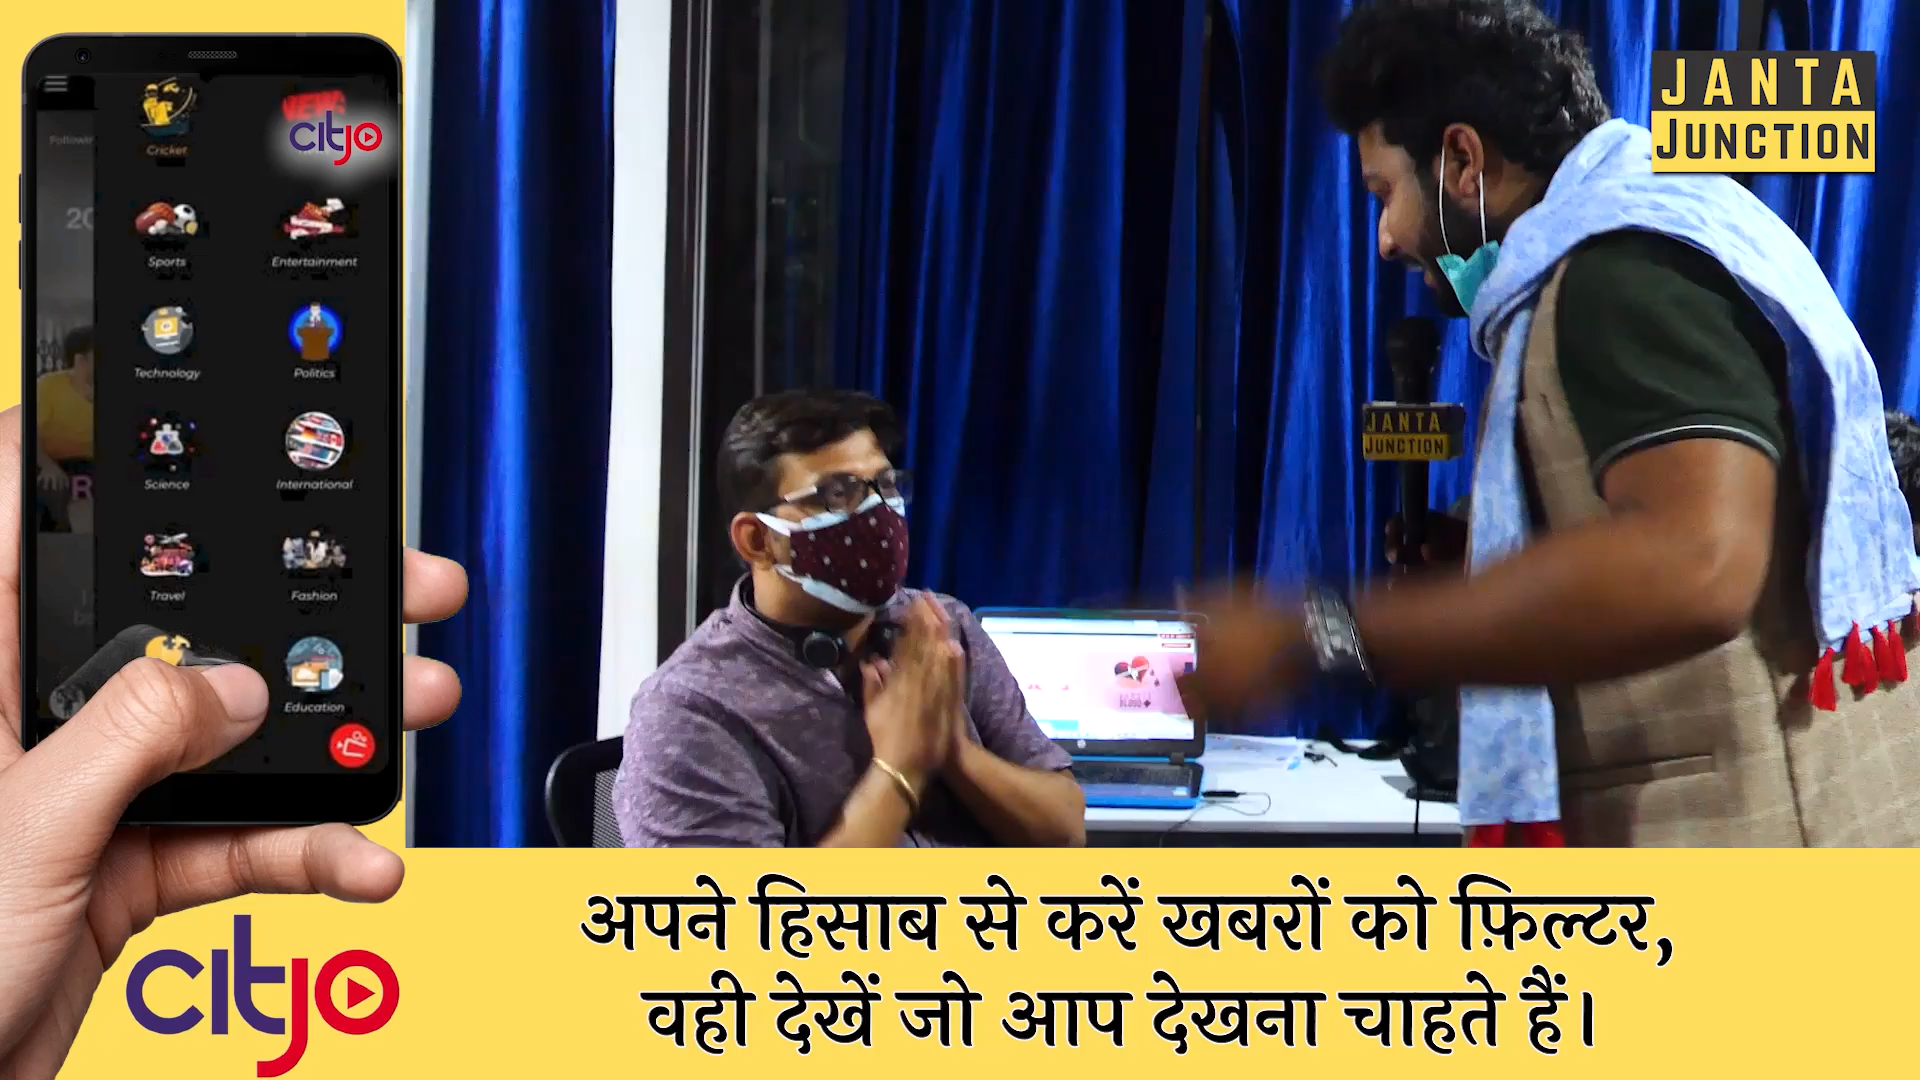 citjo
Cricket
Sports
Entertainment
Technology
Politics
Science
International
Travel
Fashion
Education
JANTA
JUNCTION
JANTA
JUNCTION
citjo
अपने हिसाब से करें खबरों को फ़िल्टर,
वही देखें जो आप देखना चाहते हैं।